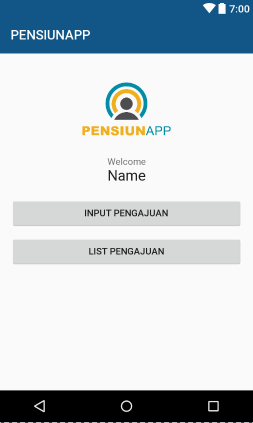 7:00
PENSIUNAPP
PENSIUNAPP
Welcome
Name
INPUT PENGAJUAN
LIST PENGAJUAN